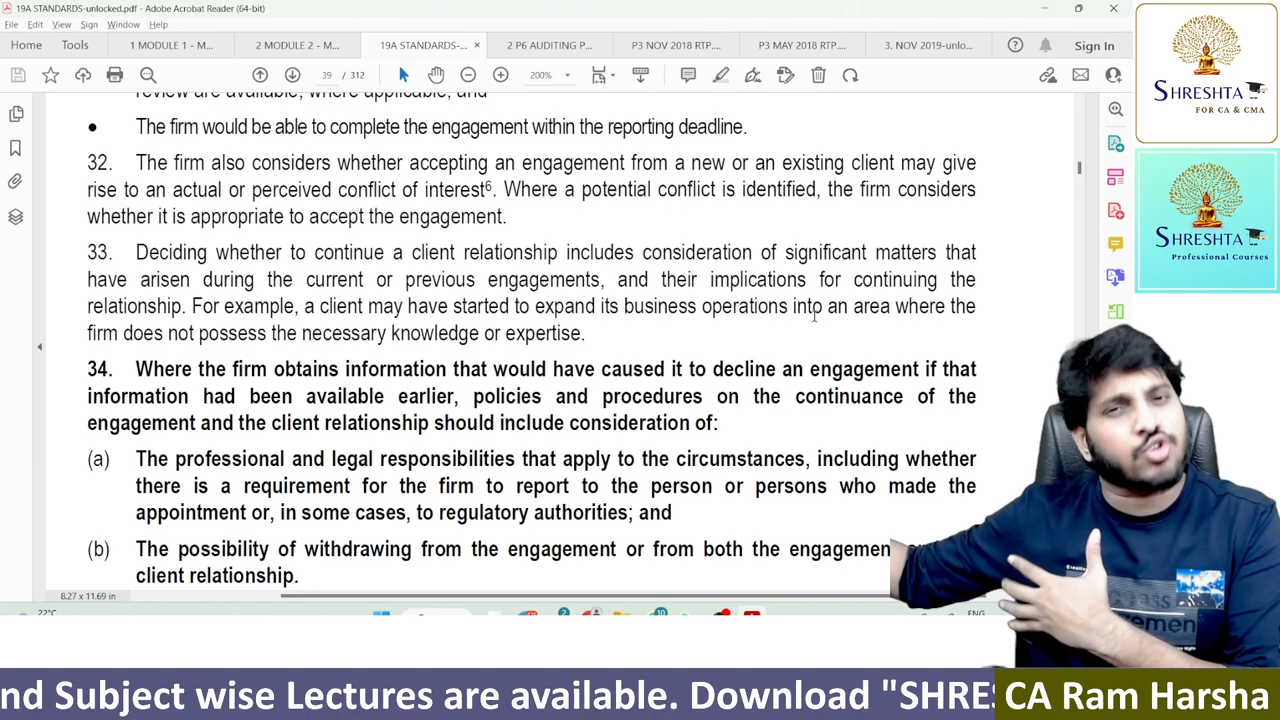 19A STANDARDS-unlocked.pdf - Adobe Acrobat Reader (64-bit)
File Edit View Sign Window Help
Home Tools 1 MODULE 1 - M... 2 MODULE 2 - M... 19A STANDARDS-... × 2 P6 AUDITING P... P3 NOV 2018 RTP.... P3 MAY 2018 RTP.... 3. NOV 2019-unlo... Sign In
39 / 312 200%
review are available, where applicable; and
• The firm would be able to complete the engagement within the reporting deadline.
32. The firm also considers whether accepting an engagement from a new or an existing client may give
rise to an actual or perceived conflict of interest⁶. Where a potential conflict is identified, the firm considers
whether it is appropriate to accept the engagement.
33. Deciding whether to continue a client relationship includes consideration of significant matters that
have arisen during the current or previous engagements, and their implications for continuing the
relationship. For example, a client may have started to expand its business operations into an area where the
firm does not possess the necessary knowledge or expertise.
34. Where the firm obtains information that would have caused it to decline an engagement if that
information had been available earlier, policies and procedures on the continuance of the
engagement and the client relationship should include consideration of:
(a) The professional and legal responsibilities that apply to the circumstances, including whether
there is a requirement for the firm to report to the person or persons who made the
appointment or, in some cases, to regulatory authorities; and
(b) The possibility of withdrawing from the engagement or from both the engagemen
client relationship.
8.27 x 11.69 in
22°C
ENG
SHRESHTA
FOR CA & CMA
SHRESHTA
Professional Courses
nd Subject wise Lectures are available. Download "SHRES
CA Ram Harsha